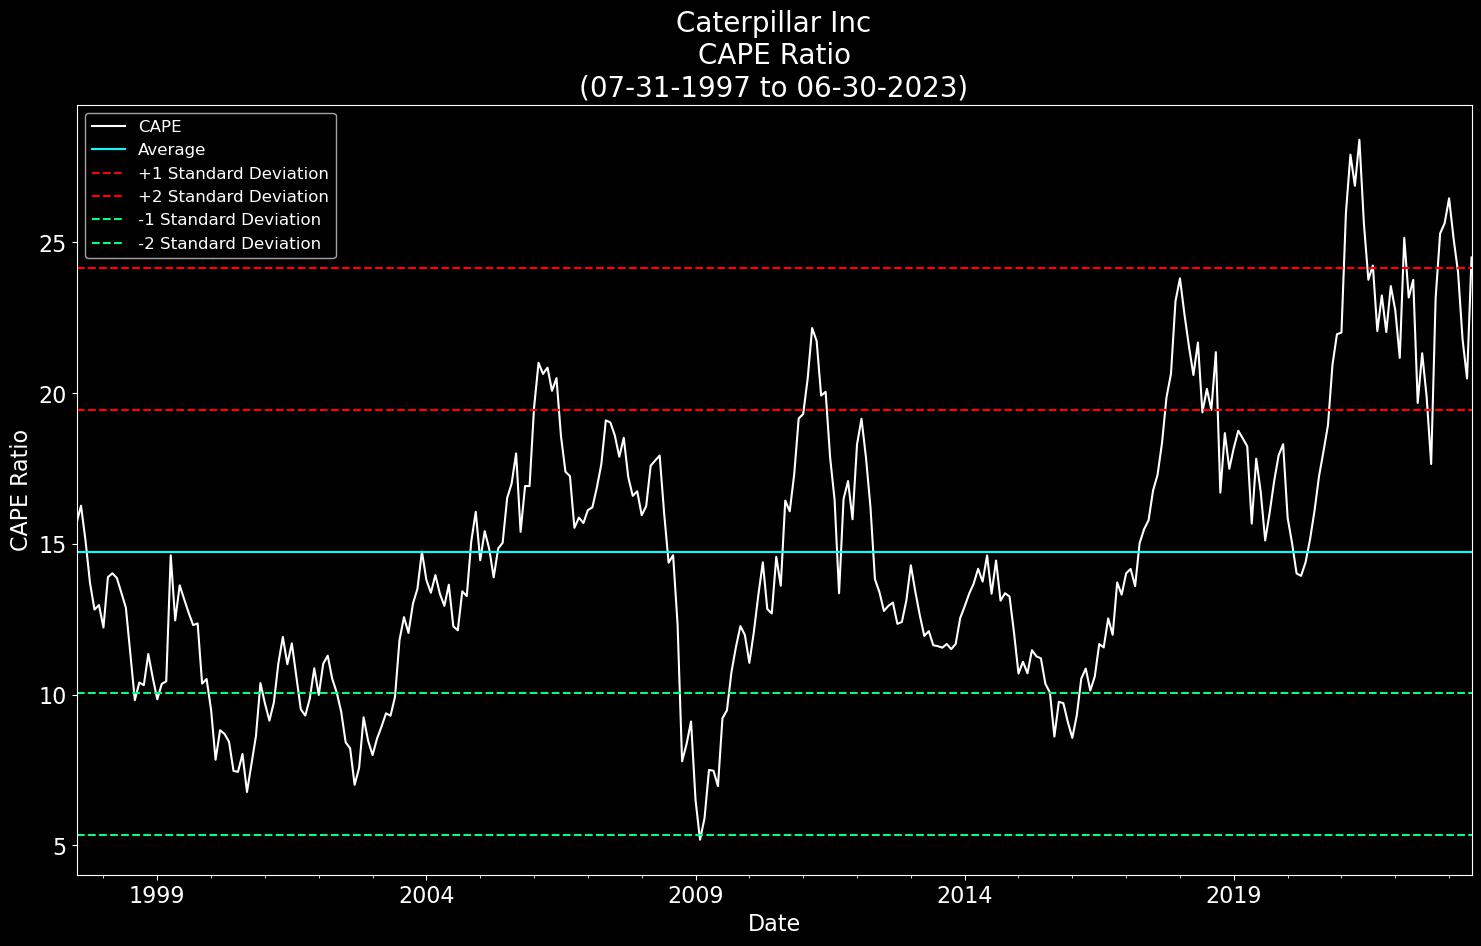 Caterpillar Inc
CAPE Ratio
(07-31-1997 to 06-30-2023)
CAPE
Average
+1 Standard Deviation
+2 Standard Deviation
-1 Standard Deviation
-2 Standard Deviation
CAPE Ratio
25
20
15
10
5
1999
2004
2009
2014
2019
Date